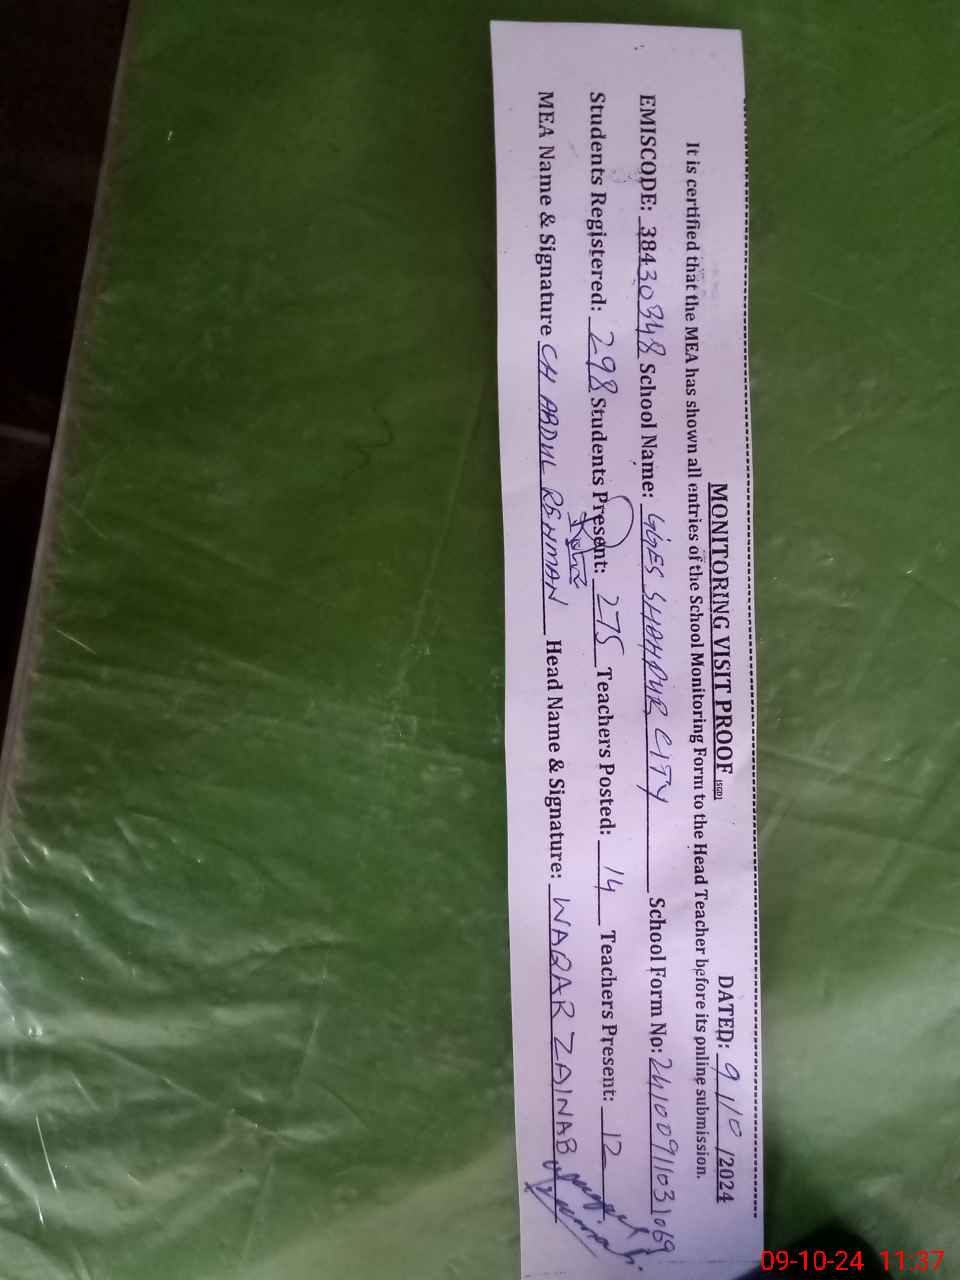 MONITORING VISIT PROOF (SGD) DATED: 9/10/2024
It is certified that the MEA has shown all entries of the School Monitoring Form to the Head Teacher before its online submission.
EMISCODE: 38430348 School Name: GGES SHAHPUR CITY School Form No: 24100911031069
Students Registered: 298 Students Present: 275 Teachers Posted: 14 Teachers Present: 12
MEA Name & Signature CH ABDUL REHMAN Head Name & Signature: WAQAR ZAINAB
09-10-24 11:37